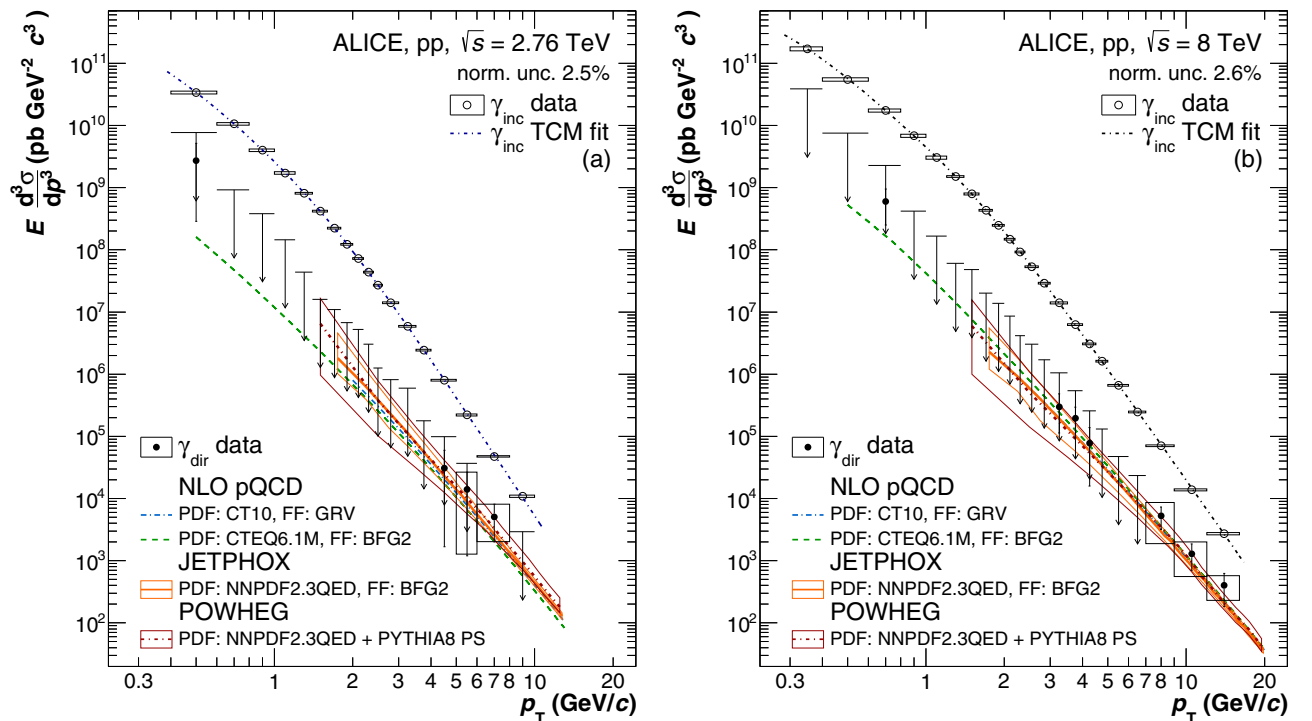 E d³σ/dp³ (pb GeV⁻² c³)
10¹¹
10¹⁰
10⁹
10⁸
10⁷
10⁶
10⁵
10⁴
10³
10²
ALICE, pp, √s = 2.76 TeV
norm. unc. 2.5%
γinc data
γinc TCM fit
(a)
γdir data
NLO pQCD
PDF: CT10, FF: GRV
PDF: CTEQ6.1M, FF: BFG2
JETPHOX
PDF: NNPDF2.3QED, FF: BFG2
POWHEG
PDF: NNPDF2.3QED + PYTHIA8 PS
0.3 1 2 3 4 5 6 7 8 10 20
pT (GeV/c)
E d³σ/dp³ (pb GeV⁻² c³)
10¹¹
10¹⁰
10⁹
10⁸
10⁷
10⁶
10⁵
10⁴
10³
10²
ALICE, pp, √s = 8 TeV
norm. unc. 2.6%
γinc data
γinc TCM fit
(b)
γdir data
NLO pQCD
PDF: CT10, FF: GRV
PDF: CTEQ6.1M, FF: BFG2
JETPHOX
PDF: NNPDF2.3QED, FF: BFG2
POWHEG
PDF: NNPDF2.3QED + PYTHIA8 PS
0.3 1 2 3 4 5 6 7 8 10 20
pT (GeV/c)